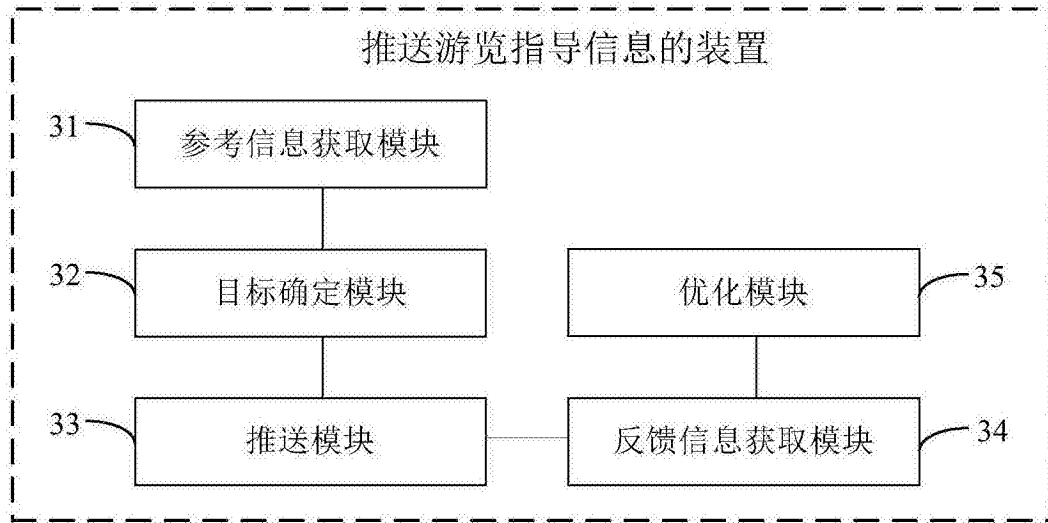 推送游览指导信息的装置
31
参考信息获取模块
32
目标确定模块
优化模块
35
33
推送模块
反馈信息获取模块
34